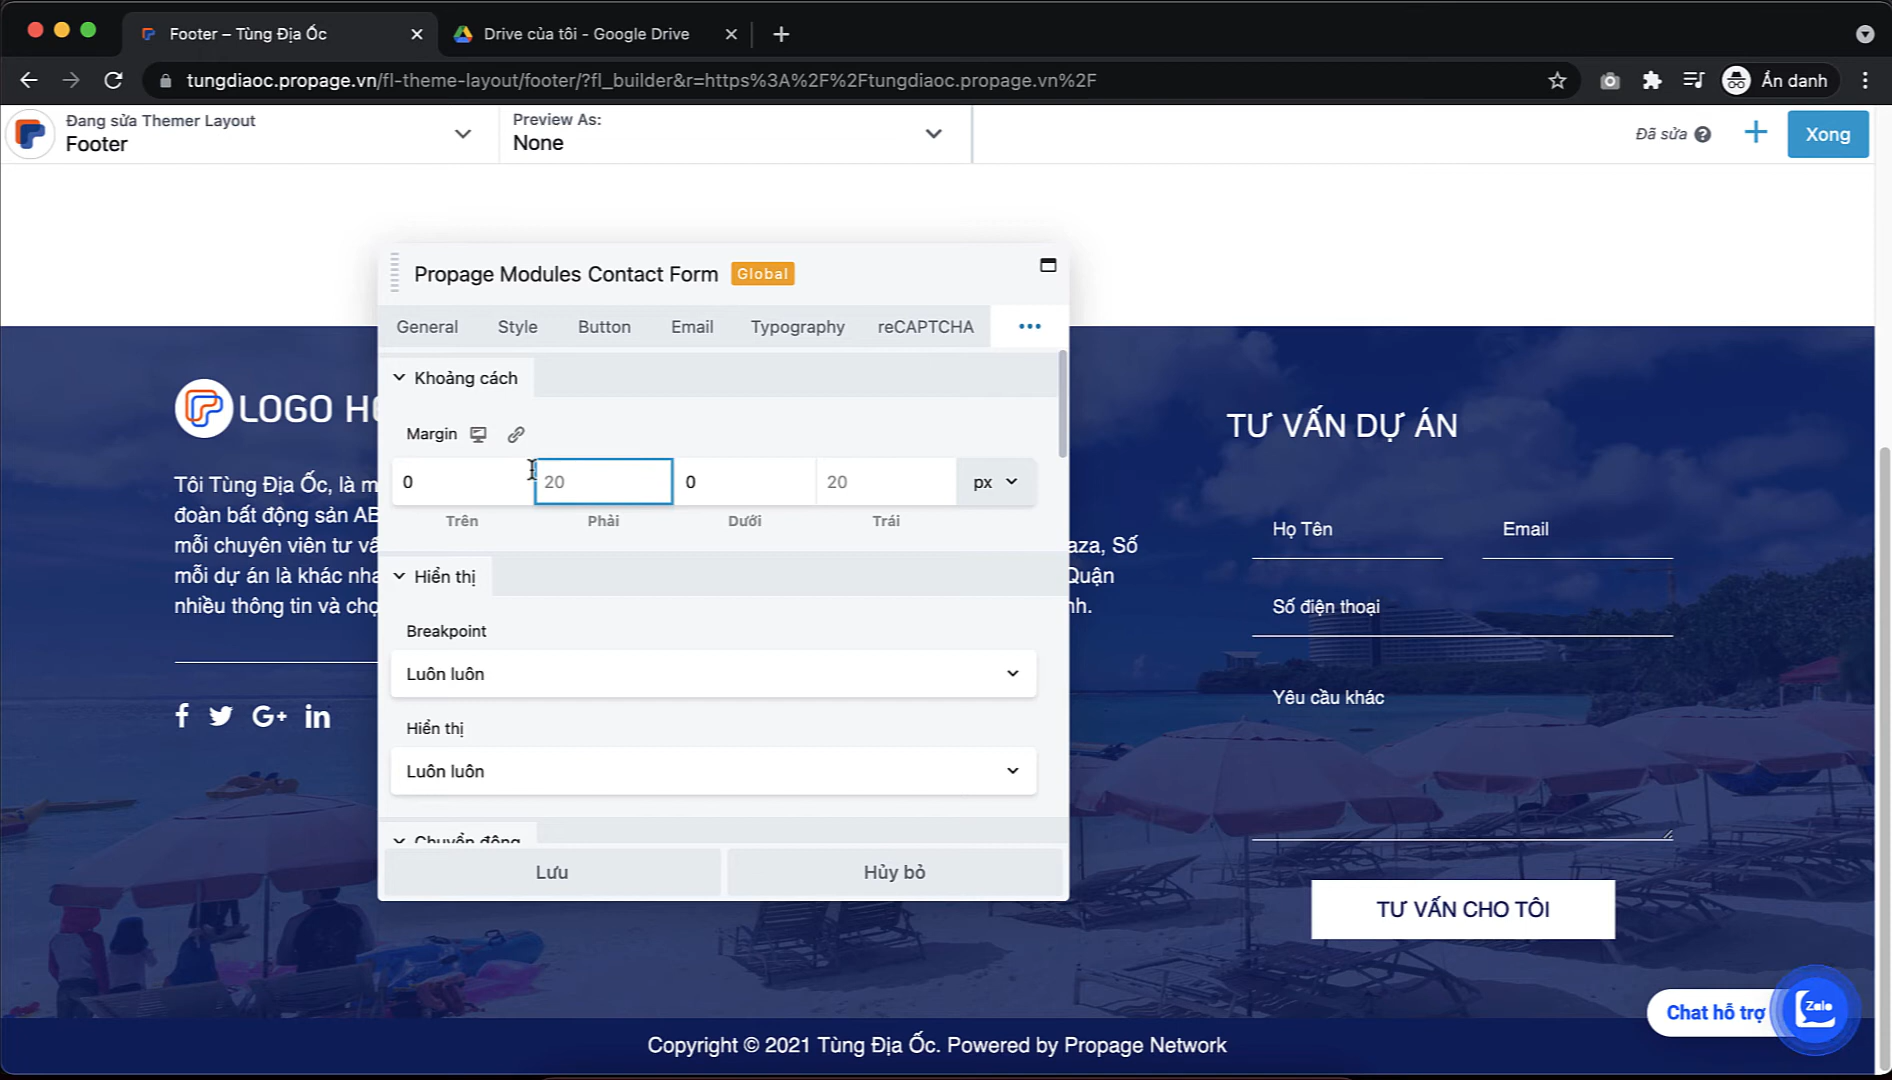 Footer – Tùng Địa Ốc
Drive của tôi - Google Drive
tungdiaoc.propage.vn/fl-theme-layout/footer/?fl_builder&r=https%3A%2F%2Ftungdiaoc.propage.vn%2F
Ẩn danh
Đang sửa Themer Layout
Footer
Preview As:
None
Đã sửa
Xong
Propage Modules Contact Form
Global
General
Style
Button
Email
Typography
reCAPTCHA
Khoảng cách
Margin
0
20
0
20
px
Trên
Phải
Dưới
Trái
Hiển thị
Breakpoint
Luôn luôn
Hiển thị
Luôn luôn
Chuyển động
Lưu
Hủy bỏ
LOGO
Tôi Tùng Địa Ốc, là
đoàn bất động sản
mỗi chuyên viên tư
mỗi dự án là khác
nhiều thông tin và
Số
Quận
TƯ VẤN DỰ ÁN
Họ Tên
Email
Số điện thoại
Yêu cầu khác
TƯ VẤN CHO TÔI
Chat hỗ trợ
Zalo
Copyright © 2021 Tùng Địa Ốc. Powered by Propage Network